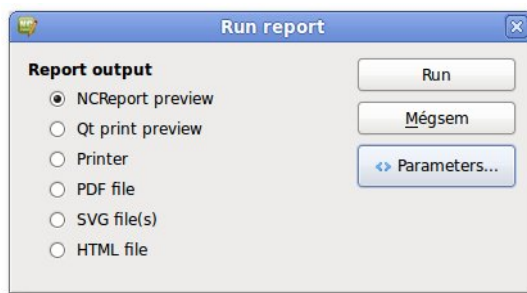 Run report
Report output
NCReport preview
Qt print preview
Printer
PDF file
SVG file(s)
HTML file
Run
Mégsem
<> Parameters...